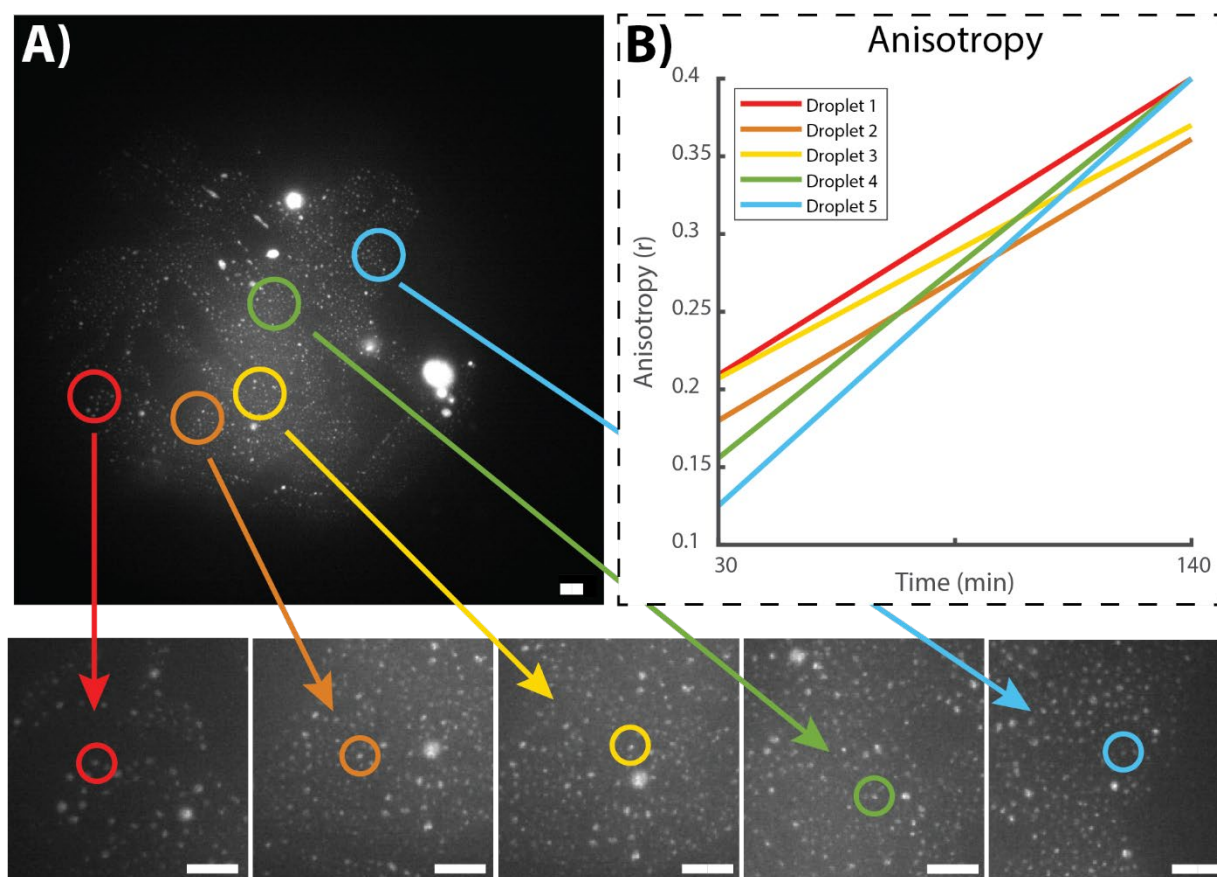 A)
B)
Anisotropy
0.4
0.35
0.3
0.25
0.2
0.15
0.1
Anisotropy (r)
Droplet 1
Droplet 2
Droplet 3
Droplet 4
Droplet 5
30
140
Time (min)